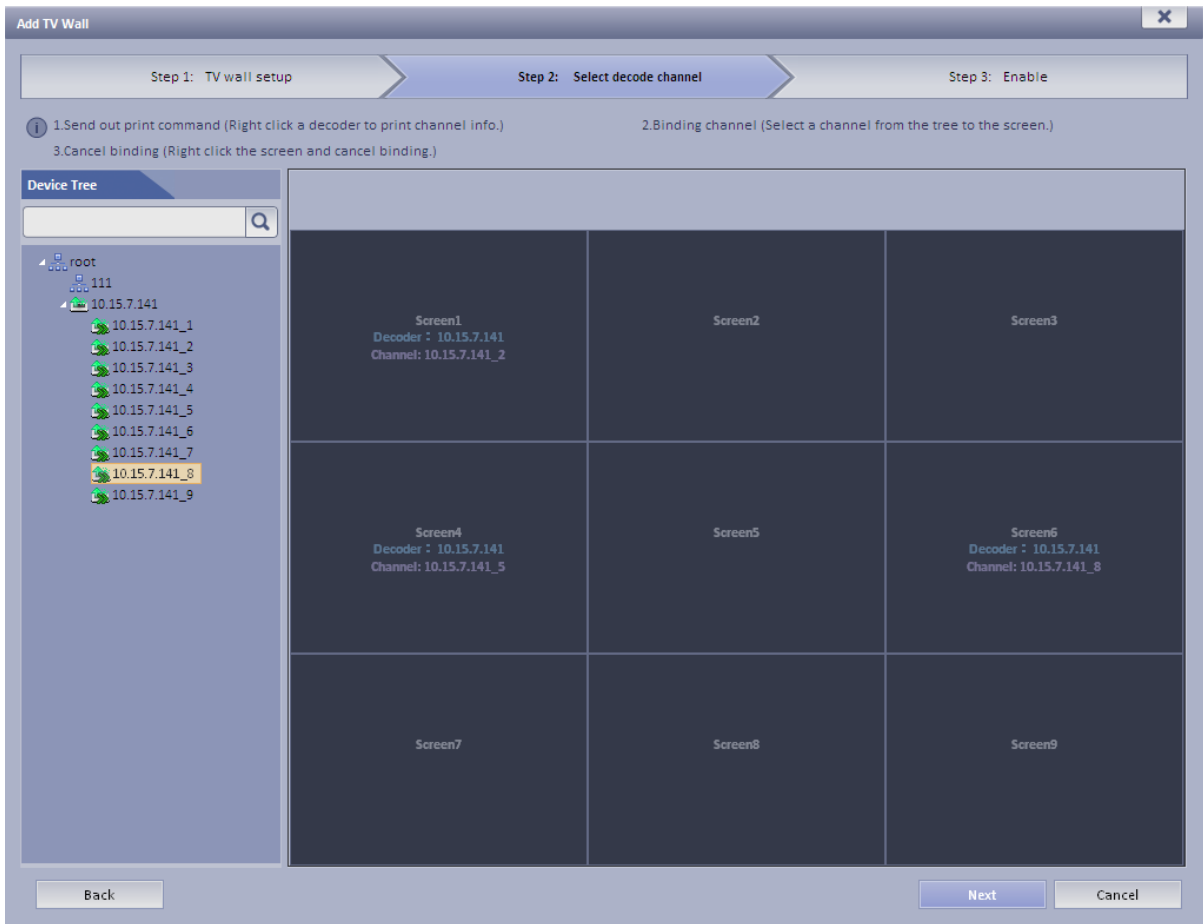 Add TV Wall
Step 1: TV wall setup
Step 2: Select decode channel
Step 3: Enable
1.Send out print command (Right click a decoder to print channel info.)
2.Binding channel (Select a channel from the tree to the screen.)
3.Cancel binding (Right click the screen and cancel binding.)
Device Tree
root
111
10.15.7.141
10.15.7.141_1
10.15.7.141_2
10.15.7.141_3
10.15.7.141_4
10.15.7.141_5
10.15.7.141_6
10.15.7.141_7
10.15.7.141_8
10.15.7.141_9
Screen1
Decoder： 10.15.7.141
Channel: 10.15.7.141_2
Screen2
Screen3
Screen4
Decoder： 10.15.7.141
Channel: 10.15.7.141_5
Screen5
Screen6
Decoder： 10.15.7.141
Channel: 10.15.7.141_8
Screen7
Screen8
Screen9
Back
Next
Cancel